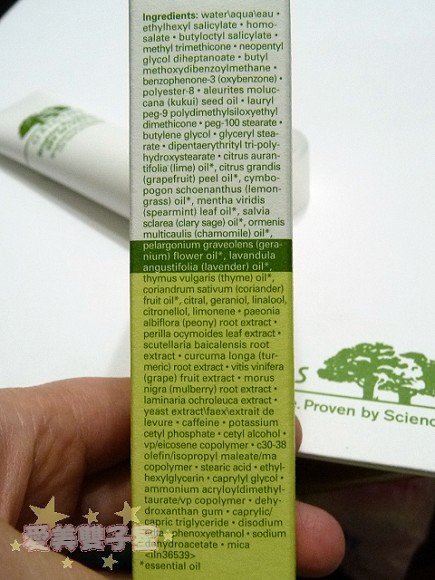 Ingredients: water\aqua\eau •
ethylhexyl salicylate • homo-
salate • butyloctyl salicylate •
methyl trimethicone • neopentyl
glycol diheptanoate • butyl
methoxydibenzoylmethane •
benzophenone-3 (oxybenzone) •
polyester-8 • aleurites moluc-
cana (kukui) seed oil • lauryl
peg-9 polydimethylsiloxyethyl
dimethicone • peg-100 stearate •
butylene glycol • glyceryl stea-
rate • dipentaerythrityl tri-poly-
hydroxystearate • citrus auran-
tifolia (lime) oil*, citrus grandis
(grapefruit) peel oil*, cymbo-
pogon schoenanthus (lemon-
grass) oil*, mentha viridis
(spearmint) leaf oil*, salvia
sclarea (clary sage) oil*, ormenis
multicaulis (chamomile) oil*,
pelargonium graveolens (gera-
nium) flower oil*, lavandula
angustifolia (lavender) oil*,
thymus vulgaris (thyme) oil*,
coriandrum sativum (coriander)
fruit oil*, citral, geraniol, linalool,
citronellol, limonene • paeonia
albiflora (peony) root extract •
perilla ocymoides leaf extract •
scutellaria baicalensis root
extract • curcuma longa (tur-
meric) root extract • vitis vinifera
(grape) fruit extract • morus
nigra (mulberry) root extract •
laminaria ochroleuca extract •
yeast extract\faex\extrait de
levure • caffeine • potassium
cetyl phosphate • cetyl alcohol •
vp/eicosene copolymer • c30-38
olefin/isopropyl maleate/ma
copolymer • stearic acid • ethyl-
hexylglycerin • caprylyl glycol •
ammonium acryloyldimethyl-
taurate/vp copolymer • dehy-
droxanthan gum • caprylic/
capric triglyceride • disodium
phenoxyethanol • sodium
dehydroacetate • mica
<iln36539>
*essential oil
s
. Proven by Scienc
愛美雙子星